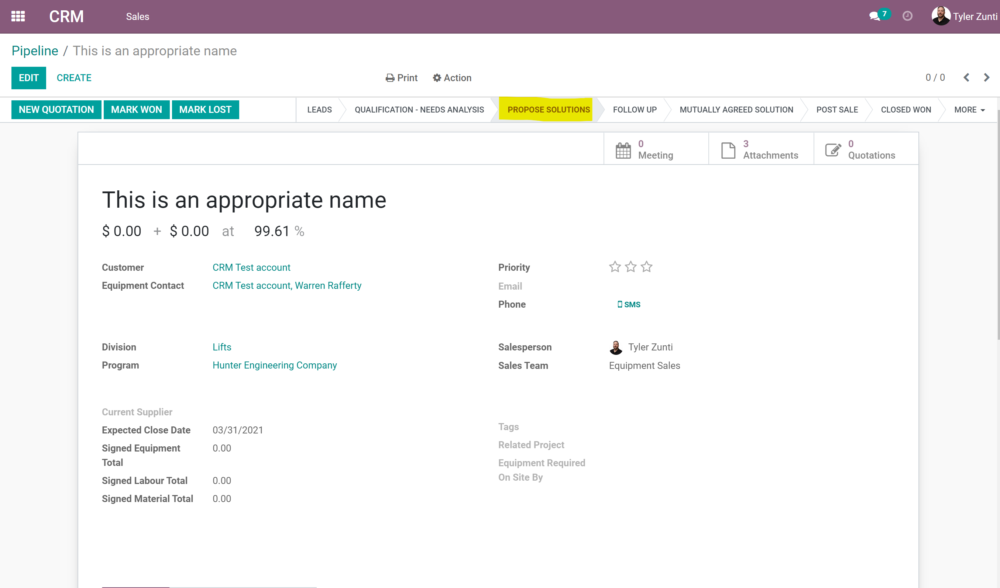 CRM Sales 7 Tyler Zunti
Pipeline / This is an appropriate name
EDIT CREATE Print Action 0 / 0
NEW QUOTATION MARK WON MARK LOST LEADS QUALIFICATION - NEEDS ANALYSIS PROPOSE SOLUTIONS FOLLOW UP MUTUALLY AGREED SOLUTION POST SALE CLOSED WON MORE
0 Meeting
3 Attachments
0 Quotations
This is an appropriate name
$ 0.00 + $ 0.00 at 99.61 %
Customer CRM Test account
Equipment Contact CRM Test account, Warren Rafferty
Priority
Email
Phone SMS
Division Lifts
Program Hunter Engineering Company
Salesperson Tyler Zunti
Sales Team Equipment Sales
Current Supplier
Expected Close Date 03/31/2021
Signed Equipment 0.00
Total
Signed Labour Total 0.00
Signed Material Total 0.00
Tags
Related Project
Equipment Required
On Site By